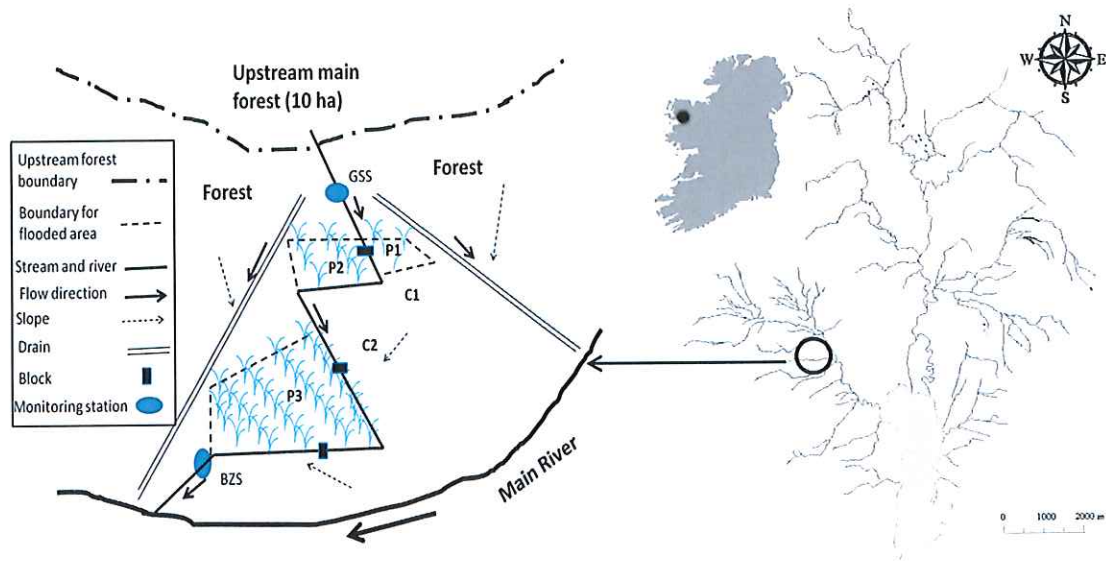 Upstream main
forest (10 ha)
Forest
Forest
GSS
P1
P2
C1
C2
P3
BZS
Main River
Upstream forest
boundary
Boundary for
flooded area
Stream and river
Flow direction
Slope
Drain
Block
Monitoring station
N
W
E
S
0 1000 2000 m